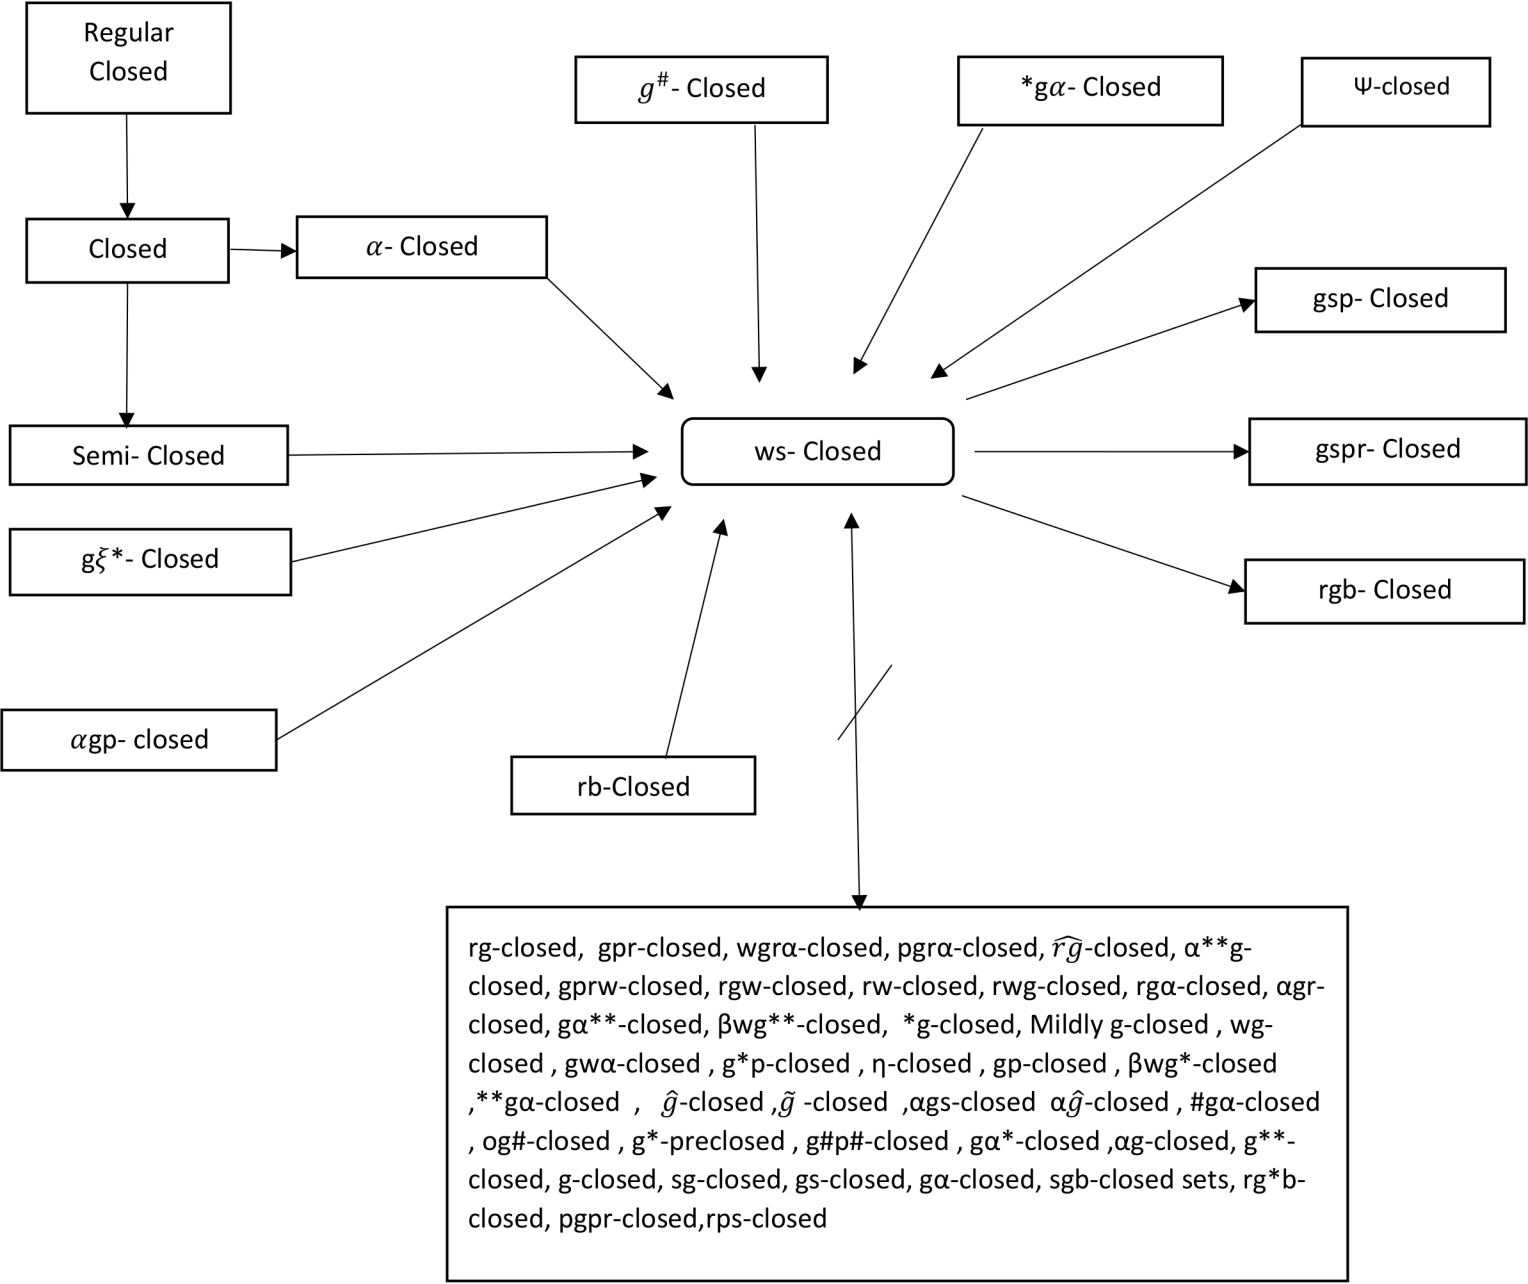 Regular
Closed
g#- Closed
*gα- Closed
Ψ-closed
Closed
α- Closed
gsp- Closed
Semi- Closed
ws- Closed
gspr- Closed
gξ*- Closed
rgb- Closed
αgp- closed
rb-Closed
rg-closed, gpr-closed, wgrα-closed, pgrα-closed, r͡g-closed, α**g-
closed, gprw-closed, rgw-closed, rw-closed, rwg-closed, rgα-closed, αgr-
closed, gα**-closed, βwg**-closed, *g-closed, Mildly g-closed , wg-
closed , gwα-closed , g*p-closed , η-closed , gp-closed , βwg*-closed
,**gα-closed , ĝ-closed ,g̃ -closed ,αgs-closed αĝ-closed , #gα-closed
, og#-closed , g*-preclosed , g#p#-closed , gα*-closed ,αg-closed, g**-
closed, g-closed, sg-closed, gs-closed, gα-closed, sgb-closed sets, rg*b-
closed, pgpr-closed,rps-closed